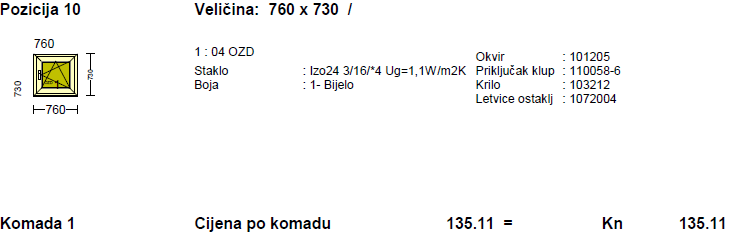 Pozicija 10 Veličina: 760 x 730 /
760
730
730
760
1 : 04 OZD
Staklo : Izo24 3/16/*4 Ug=1,1W/m2K
Boja : 1- Bijelo
Okvir : 101205
Priključak klup : 110058-6
Krilo : 103212
Letvice ostaklj : 1072004
Komada 1 Cijena po komadu 135.11 = Kn 135.11